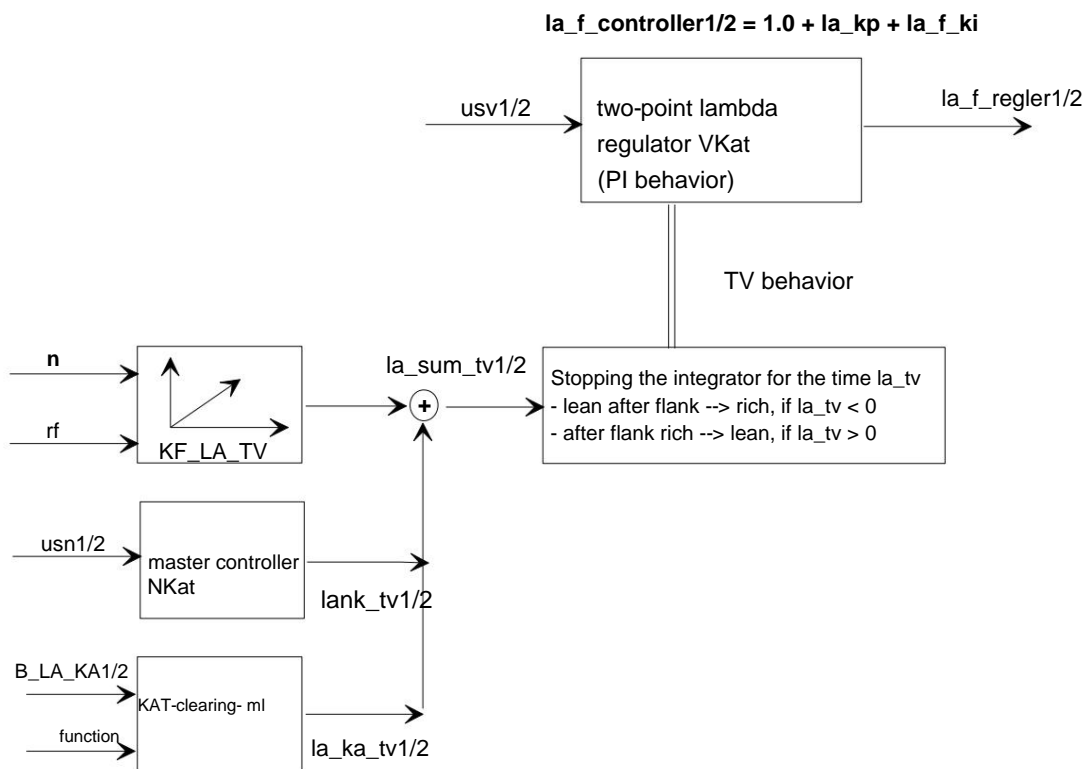 la_f_controller1/2 = 1.0 + la_kp + la_f_ki
usv1/2
two-point lambda
regulator VKat
(PI behavior)
la_f_regler1/2
TV behavior
n
rf
KF_LA_TV
la_sum_tv1/2
+
Stopping the integrator for the time la_tv
- lean after flank --> rich, if la_tv < 0
- after flank rich --> lean, if la_tv > 0
usn1/2
master controller
NKat
lank_tv1/2
B_LA_KA1/2
function
KAT-clearing- ml
la_ka_tv1/2